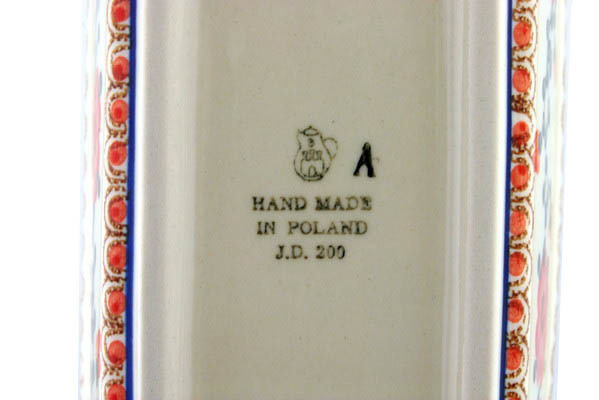 A
HAND MADE
IN POLAND
J.D. 200